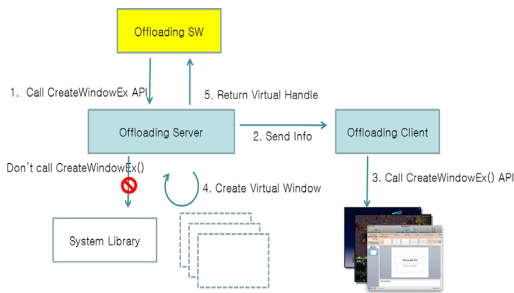 Offloading SW
1. Call CreateWindowEx API
5. Return Virtual Handle
Offloading Server
2. Send Info
Offloading Client
Don't call CreateWindowEx()
4. Create Virtual Window
3. Call CreateWindowEx() API
System Library